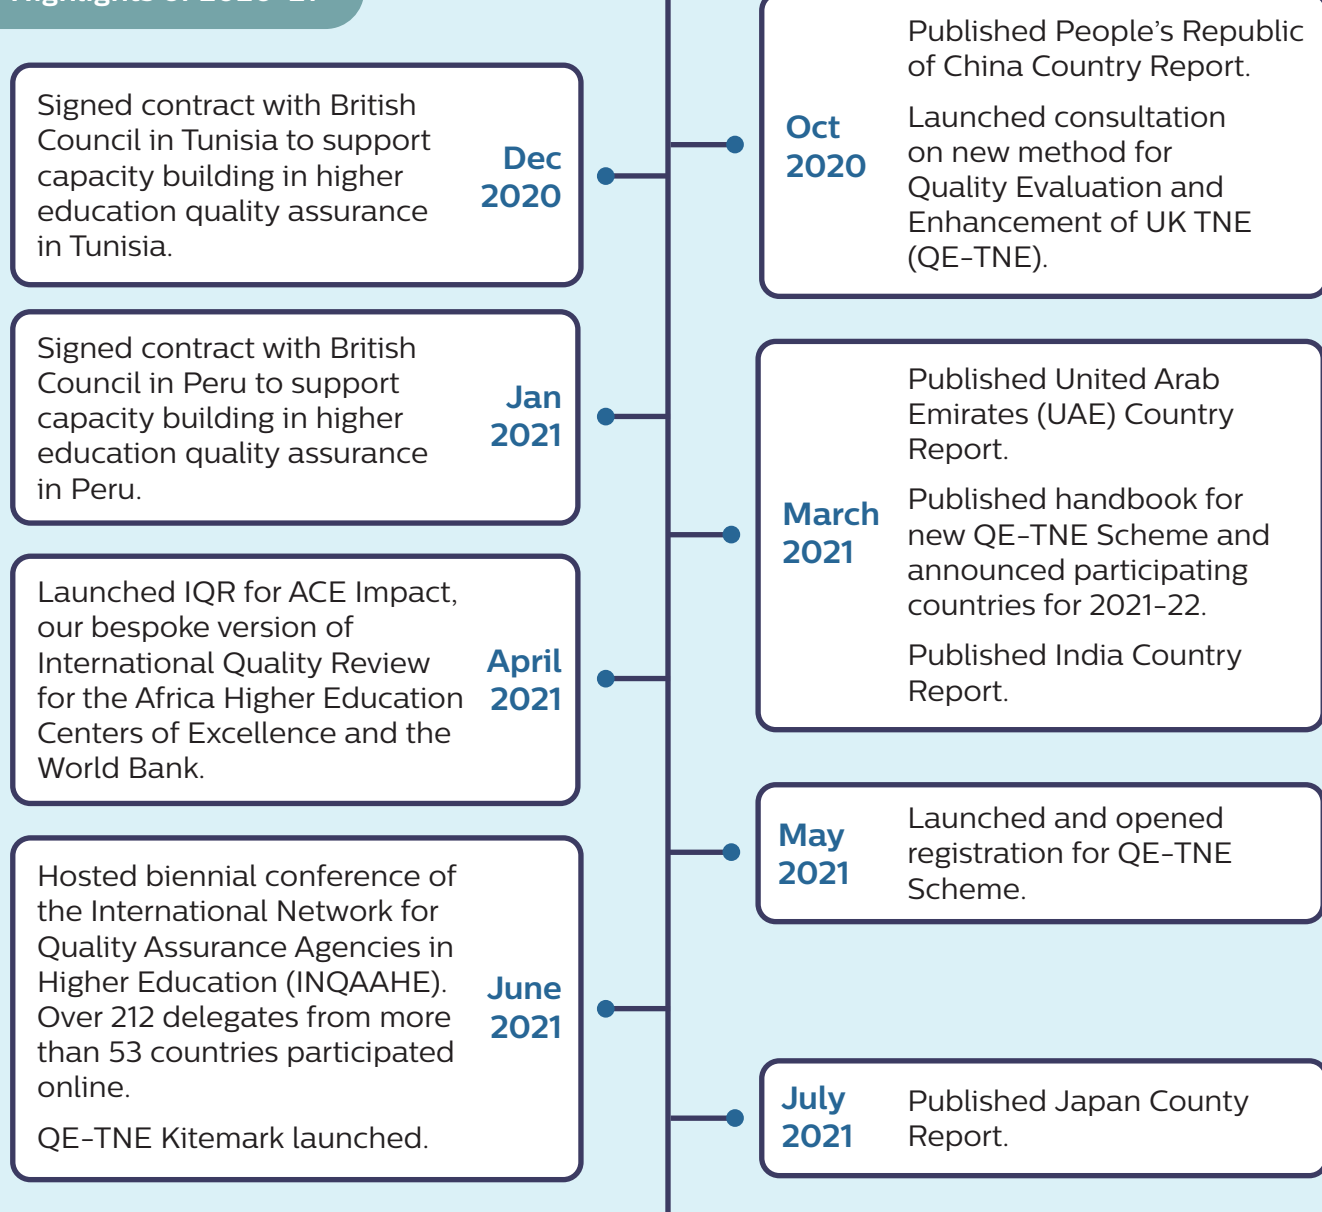 Highlights of 2020-21
Signed contract with British
Council in Tunisia to support
capacity building in higher
education quality assurance
in Tunisia.
Dec
2020
Published People’s Republic
of China Country Report.
Launched consultation
on new method for
Quality Evaluation and
Enhancement of UK TNE
(QE-TNE).
Oct
2020
Signed contract with British
Council in Peru to support
capacity building in higher
education quality assurance
in Peru.
Jan
2021
Published United Arab
Emirates (UAE) Country
Report.
Published handbook for
new QE-TNE Scheme and
announced participating
countries for 2021-22.
Published India Country
Report.
March
2021
Launched IQR for ACE Impact,
our bespoke version of
International Quality Review
for the Africa Higher Education
Centers of Excellence and the
World Bank.
April
2021
May
2021
Launched and opened
registration for QE-TNE
Scheme.
Hosted biennial conference of
the International Network for
Quality Assurance Agencies in
Higher Education (INQAAHE).
Over 212 delegates from more
than 53 countries participated
online.
QE-TNE Kitemark launched.
June
2021
July
2021
Published Japan County
Report.